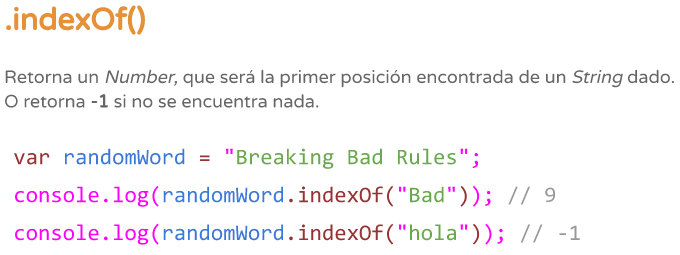 .indexOf()
Retorna un Number, que será la primer posición encontrada de un String dado.
O retorna -1 si no se encuentra nada.
var randomWord = "Breaking Bad Rules";
console.log(randomWord.indexOf("Bad")); // 9
console.log(randomWord.indexOf("hola")); // -1